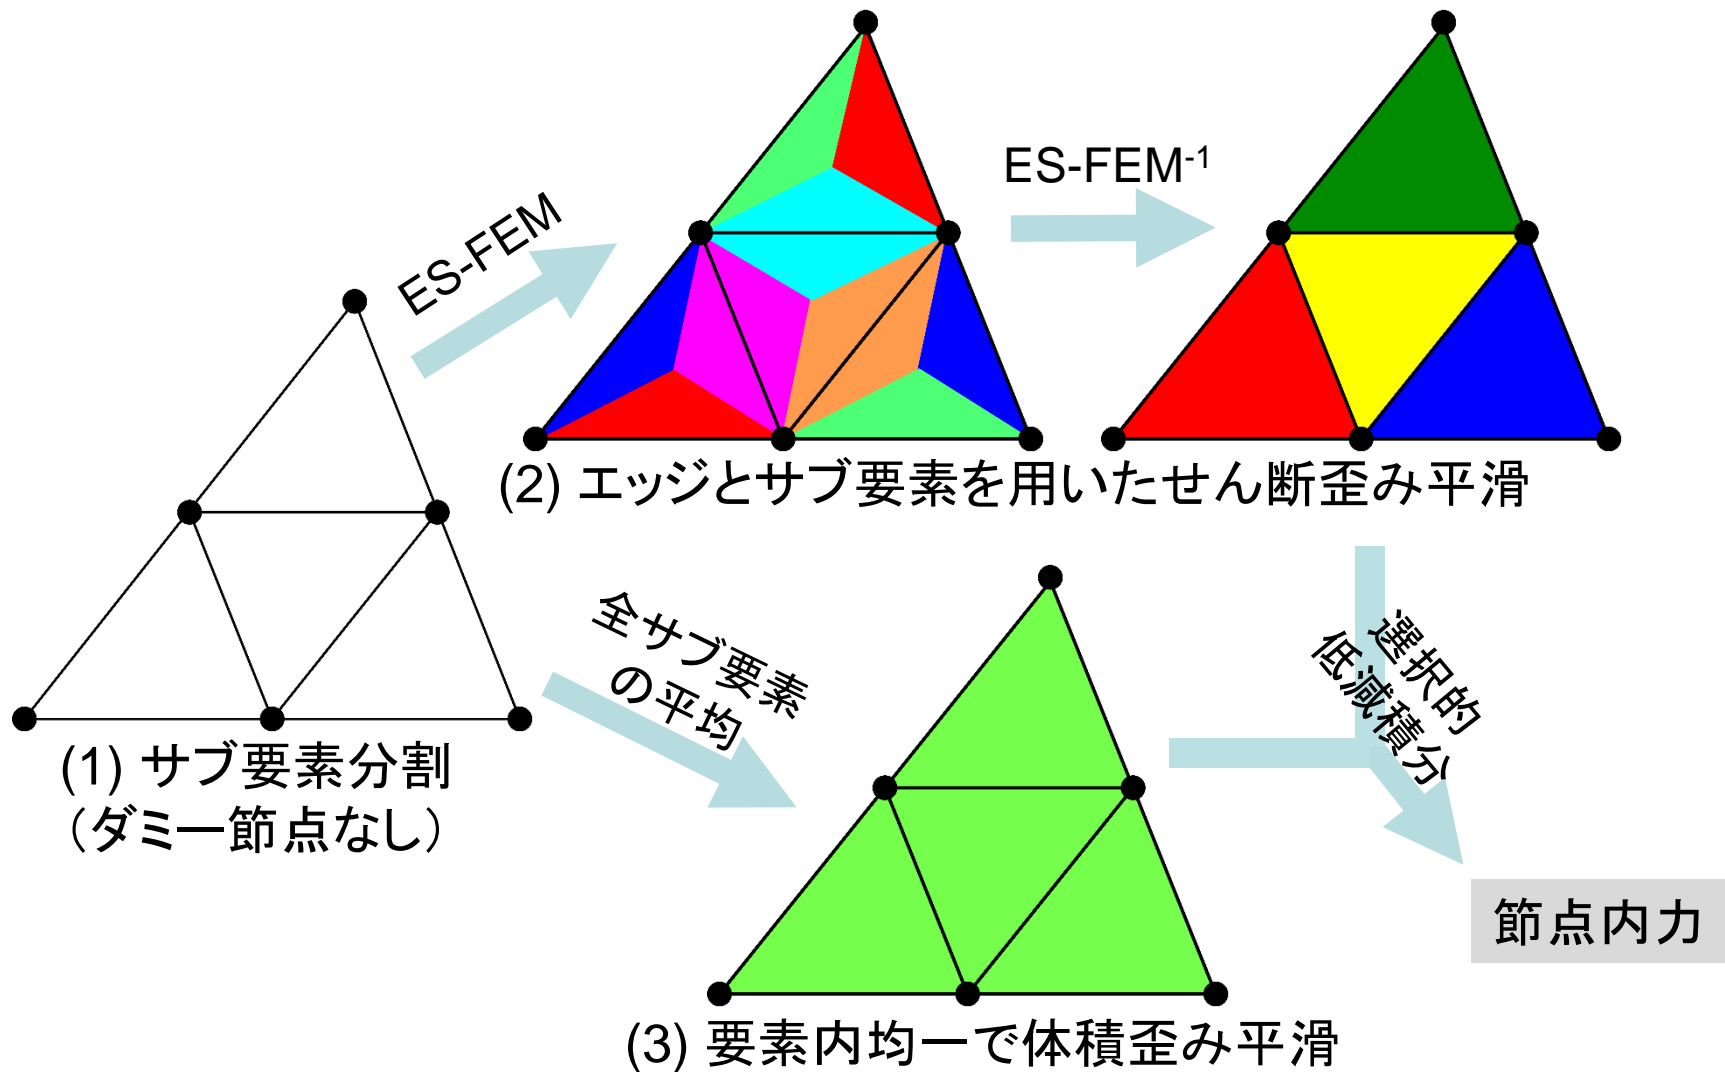 ES-FEM
ES-FEM⁻¹
(2) エッジとサブ要素を用いたせん断歪み平滑
(1) サブ要素分割
（ダミー節点なし）
全サブ要素
の平均
選択的
低減積分
節点内力
(3) 要素内均一で体積歪み平滑